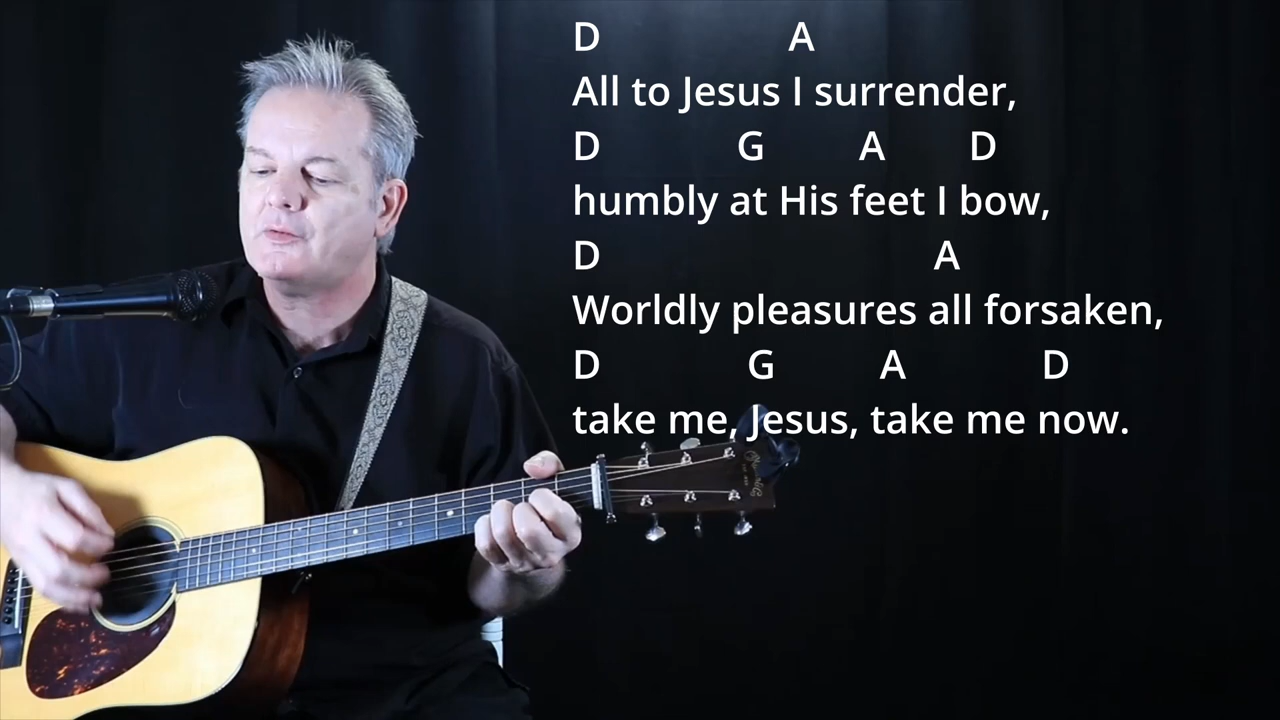 D A
All to Jesus I surrender,
D G A D
humbly at His feet I bow,
D A
Worldly pleasures all forsaken,
D G A D
take me, Jesus, take me now.